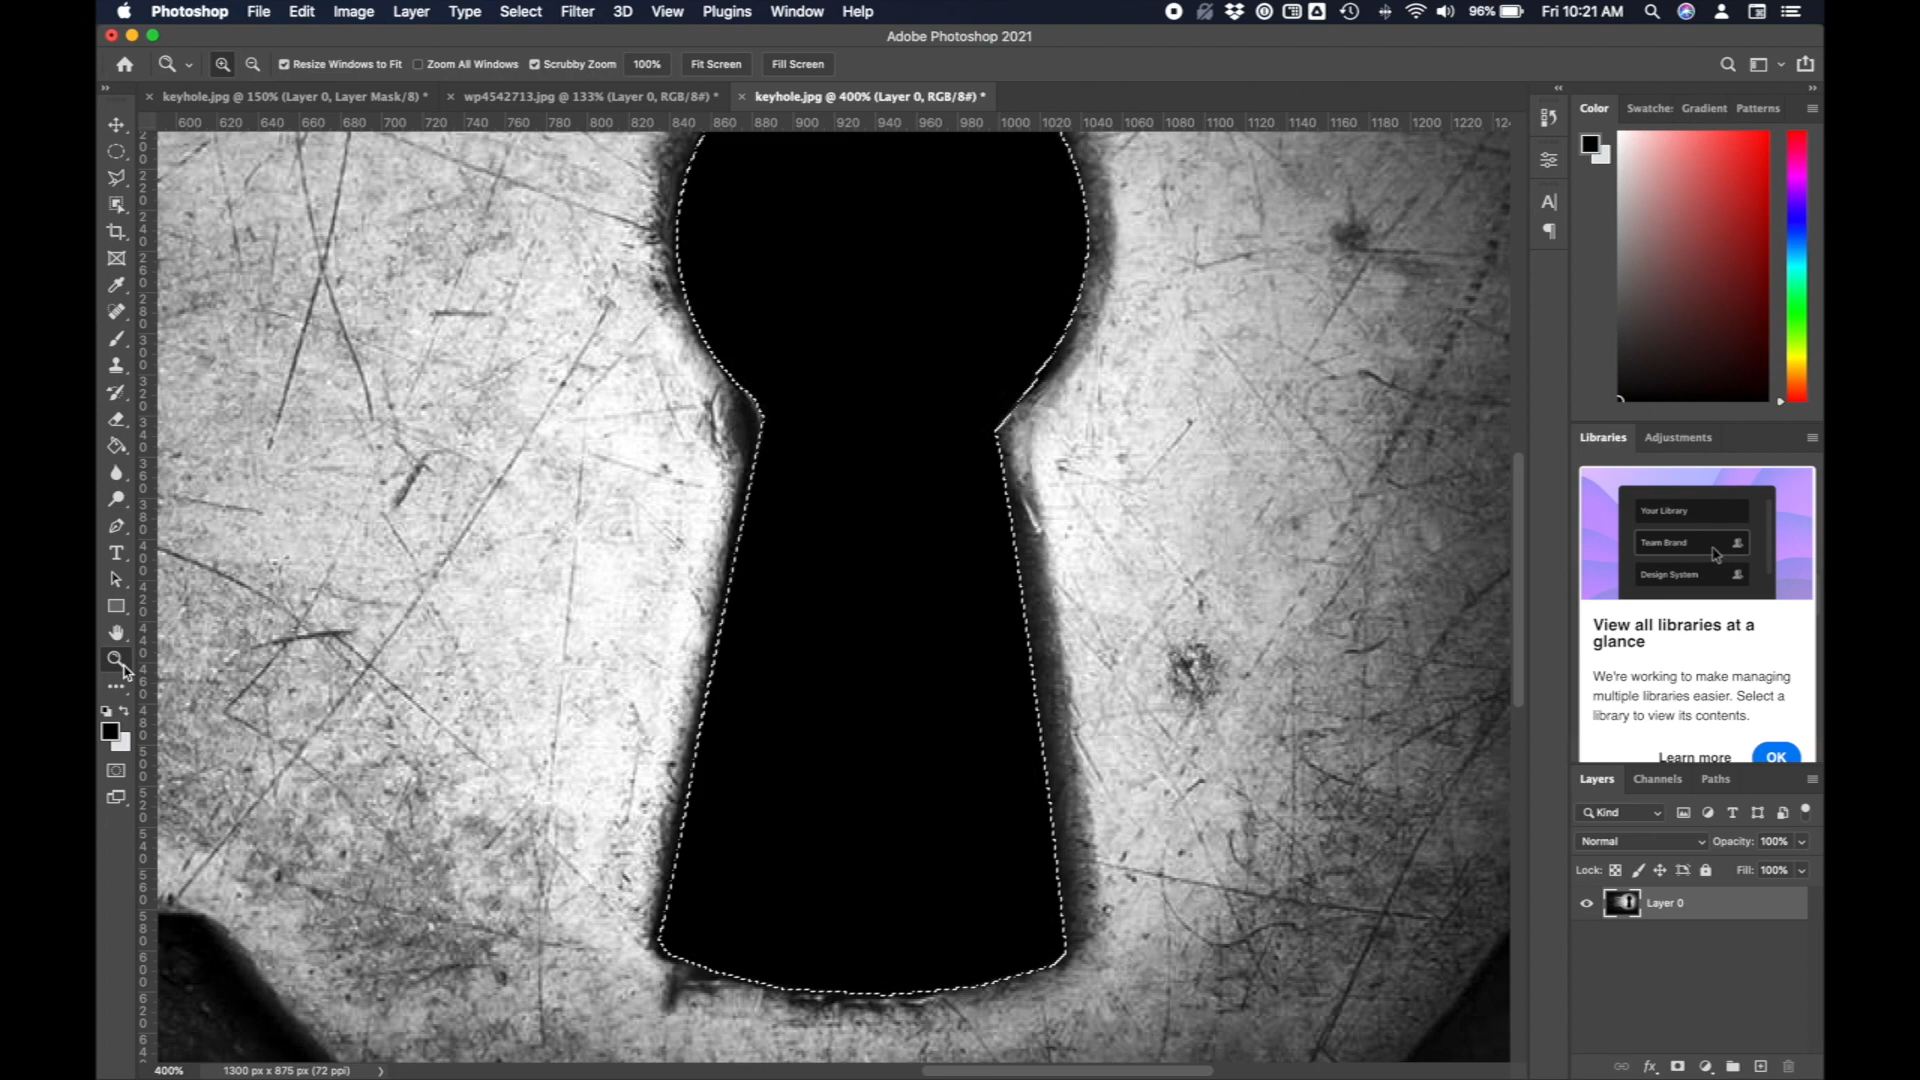 Photoshop File Edit Image Layer Type Select Filter 3D View Plugins Window Help 96% Fri 10:21 AM
Adobe Photoshop 2021
Resize Windows to Fit Zoom All Windows Scrubby Zoom 100% Fit Screen Fill Screen
keyhole.jpg @ 150% (Layer 0, Layer Mask/8) * wp4542713.jpg @ 133% (Layer 0, RGB/8#) * keyhole.jpg @ 400% (Layer 0, RGB/8#) *
Color Swatche: Gradient Patterns
600 620 640 660 680 700 720 740 760 780 800 820 840 860 880 900 920 940 960 980 1000 1020 1040 1060 1080 1100 1120 1140 1160 1180 1200 1220 124
Libraries Adjustments
Your Library
Team Brand
Design System
View all libraries at a
glance
We're working to make managing
multiple libraries easier. Select a
library to view its contents.
Learn more OK
Layers Channels Paths
Kind
Normal Opacity: 100%
Lock: Fill: 100%
Layer 0
400% 1300 px x 875 px (72 ppi)